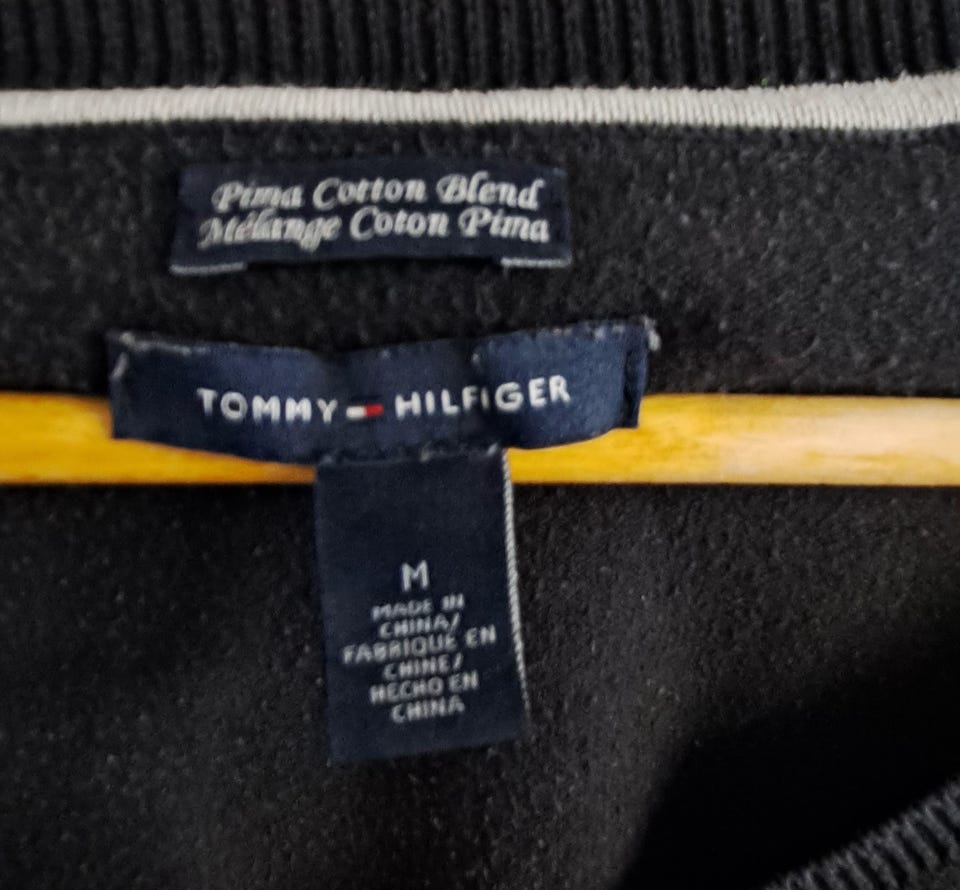 Pima Cotton Blend
Mélange Coton Pima
TOMMY HILFIGER
M
MADE IN
CHINA/
FABRIQUE EN
CHINE/
HECHO EN
CHINA